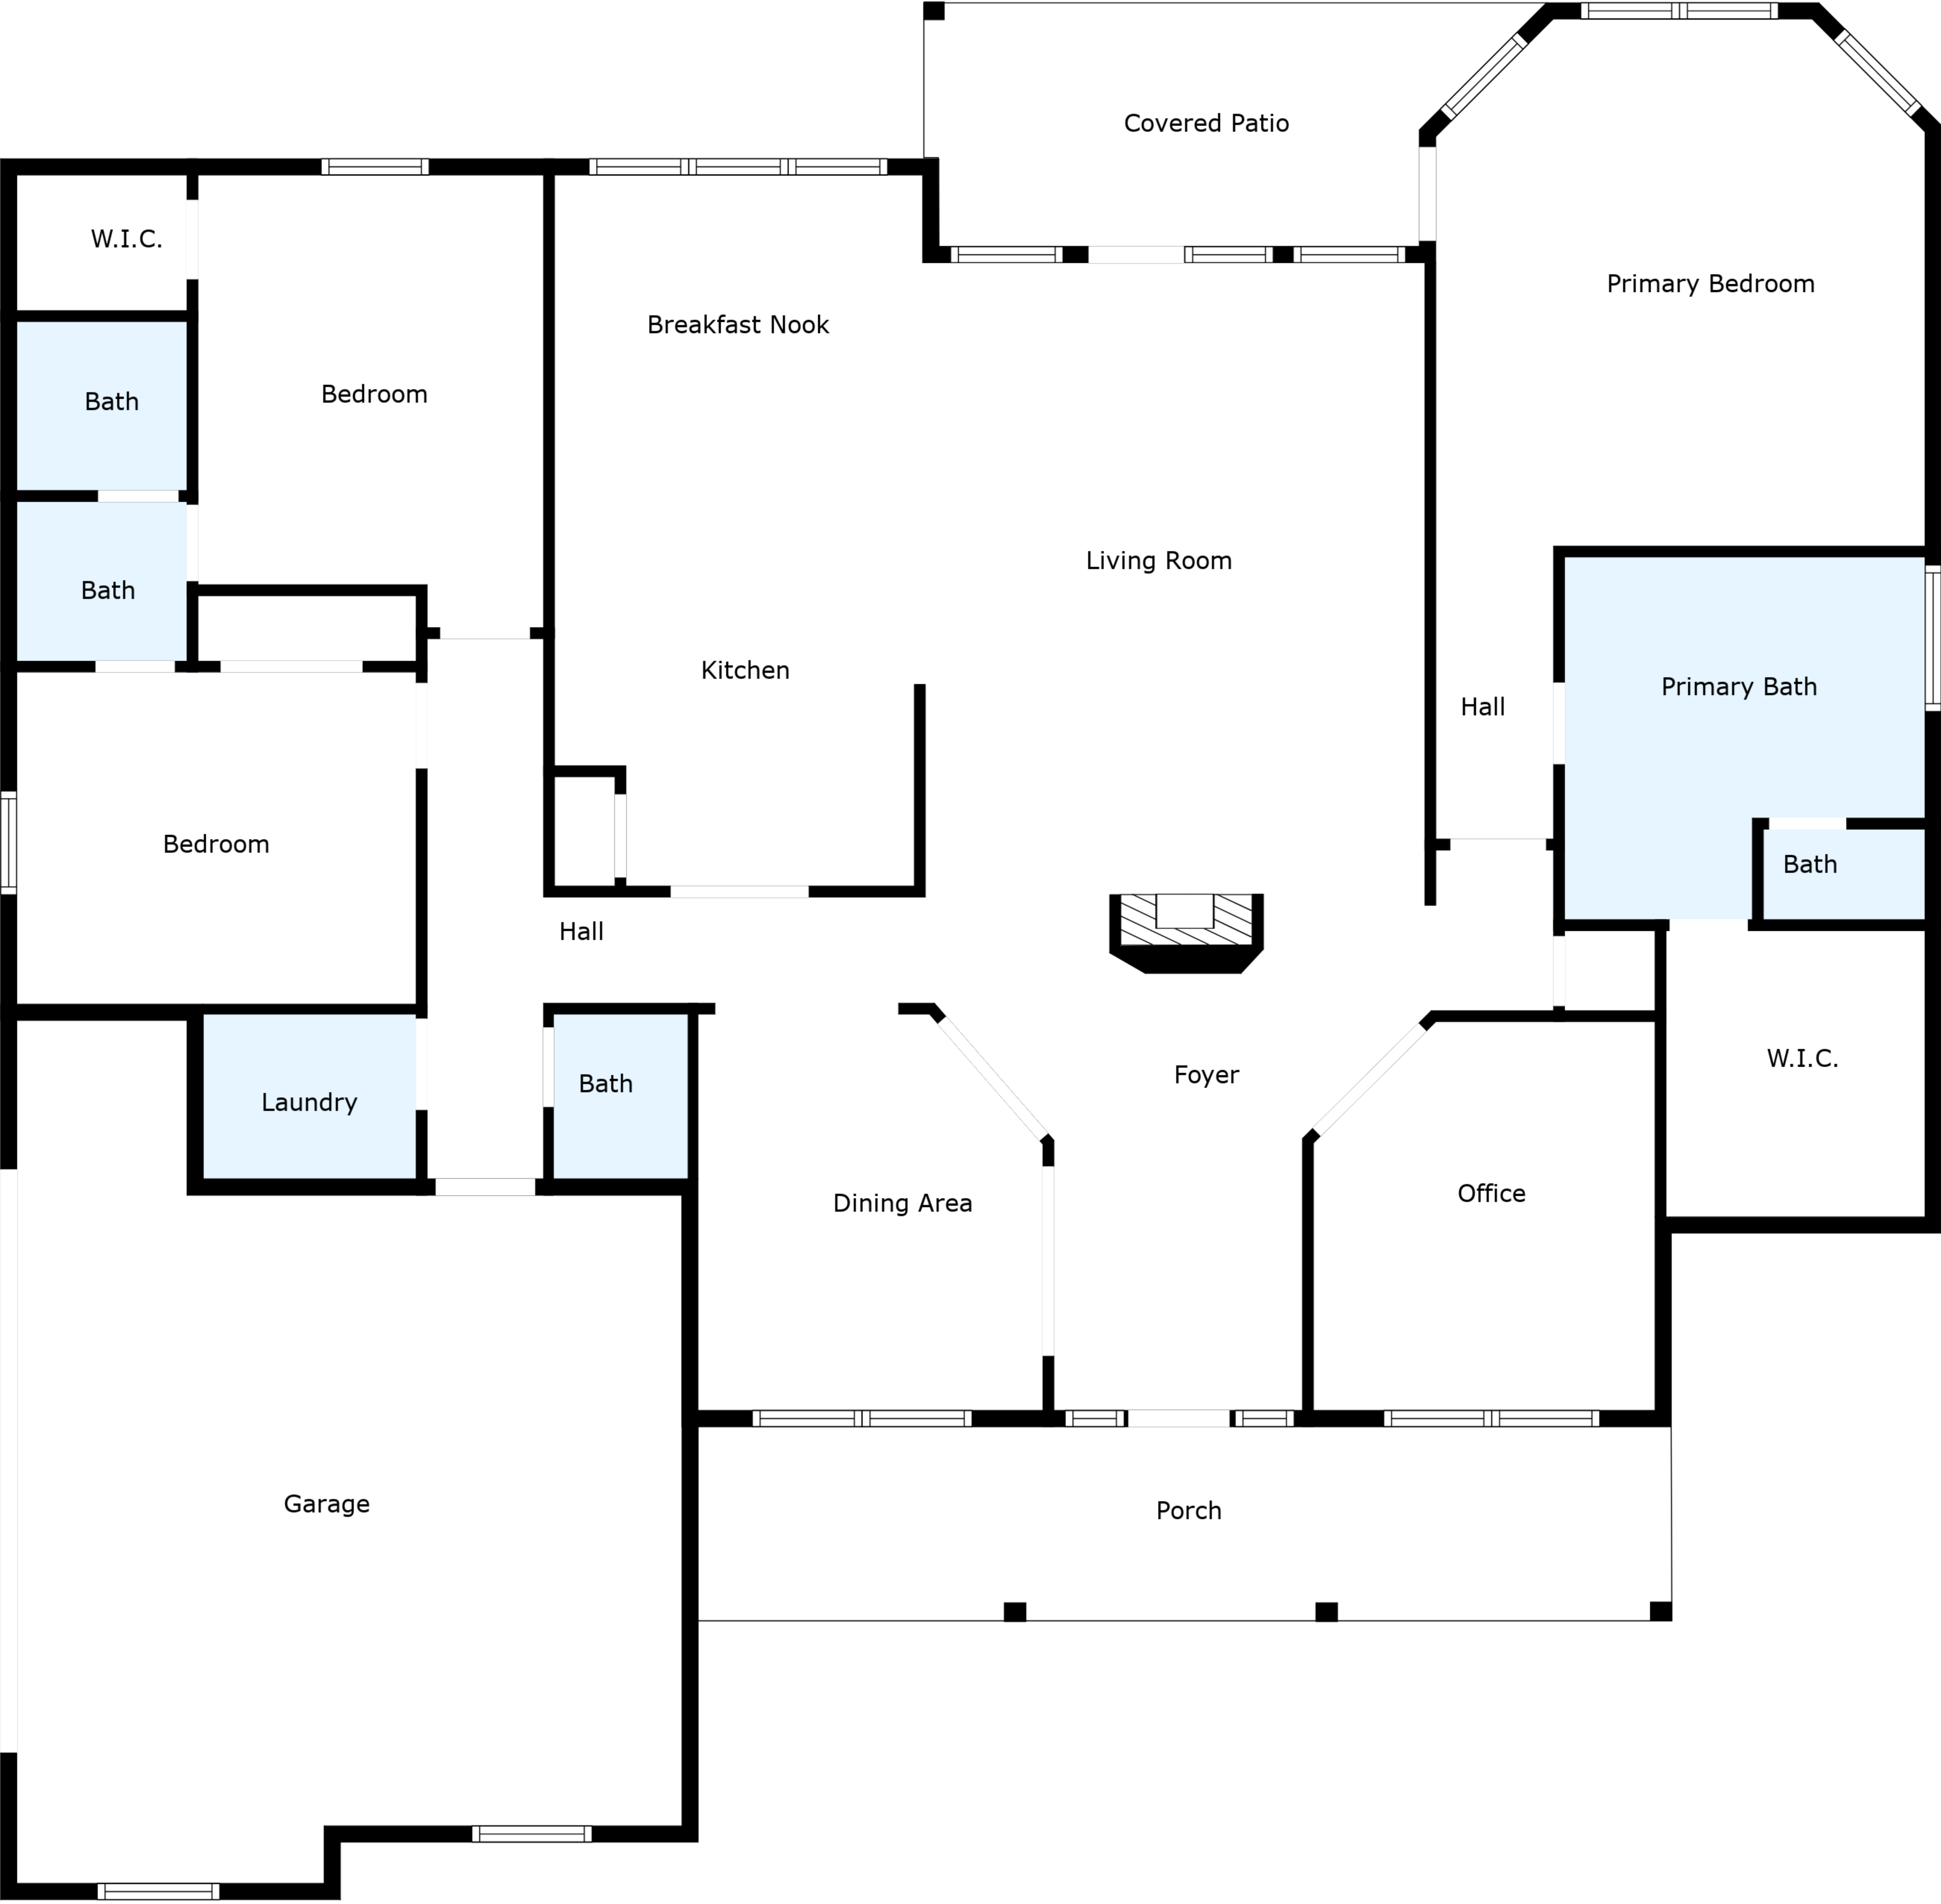 Covered Patio
W.I.C.
Primary Bedroom
Breakfast Nook
Bath
Bedroom
Living Room
Bath
Kitchen
Primary Bath
Hall
Bedroom
Bath
Hall
W.I.C.
Foyer
Bath
Laundry
Office
Dining Area
Garage
Porch